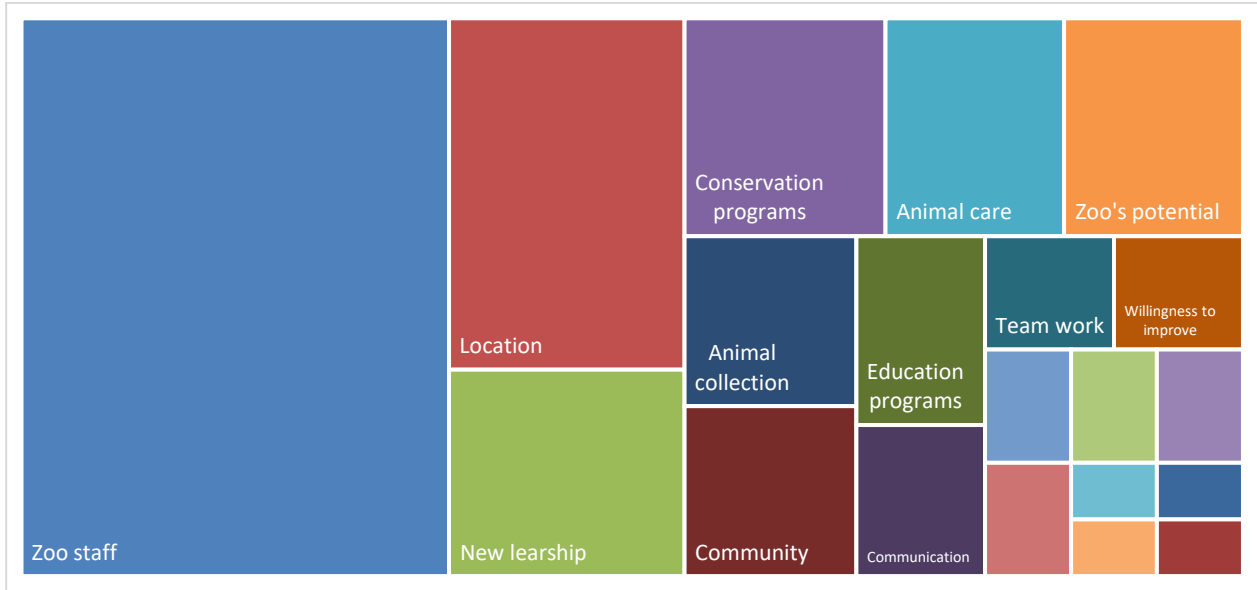 Zoo staff
Location
New learship
Conservation
programs
Animal care
Zoo's potential
Animal
collection
Education
programs
Team work
Willingness to
improve
Community
Communication